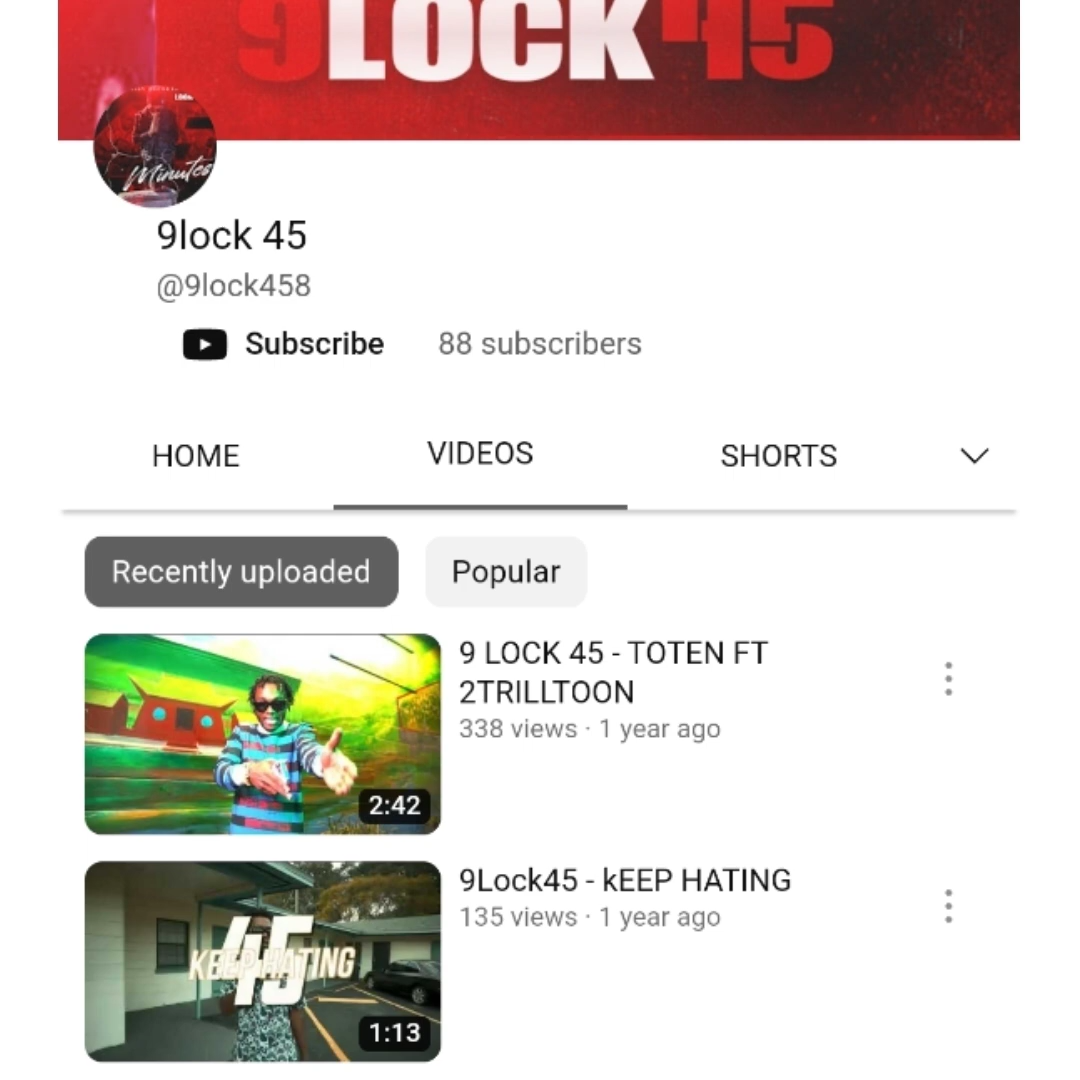 9LOCK45
Minutes
9lock 45
@9lock458
Subscribe 88 subscribers
HOME VIDEOS SHORTS
Recently uploaded Popular
9 LOCK 45 - TOTEN FT
2TRILLTOON
338 views · 1 year ago
2:42
9Lock45 - kEEP HATING
135 views · 1 year ago
45
KEEP HATING
1:13